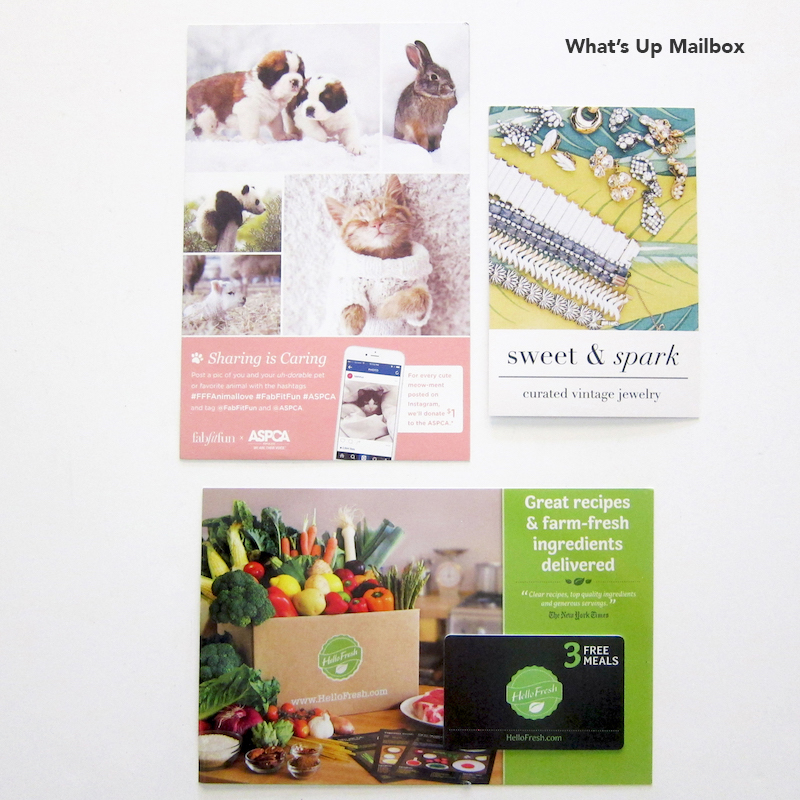 What's Up Mailbox
Sharing is Caring
Post a pic of you and your uh-dorable pet
or favorite animal with the hashtags
#FFFAnimallove #FabFitFun #ASPCA
and tag @FabFitFun and @ASPCA.
For every cute
meow-ment
posted on
Instagram,
we'll donate $1
to the ASPCA.*
fabfitfun x ASPCA
sweet & spark
curated vintage jewelry
Great recipes
& farm-fresh
ingredients
delivered
"Clear recipes, top quality ingredients
and generous servings."
The New York Times
HelloFresh
www.HelloFresh.com
3 FREE
MEALS
HelloFresh
HelloFresh.com